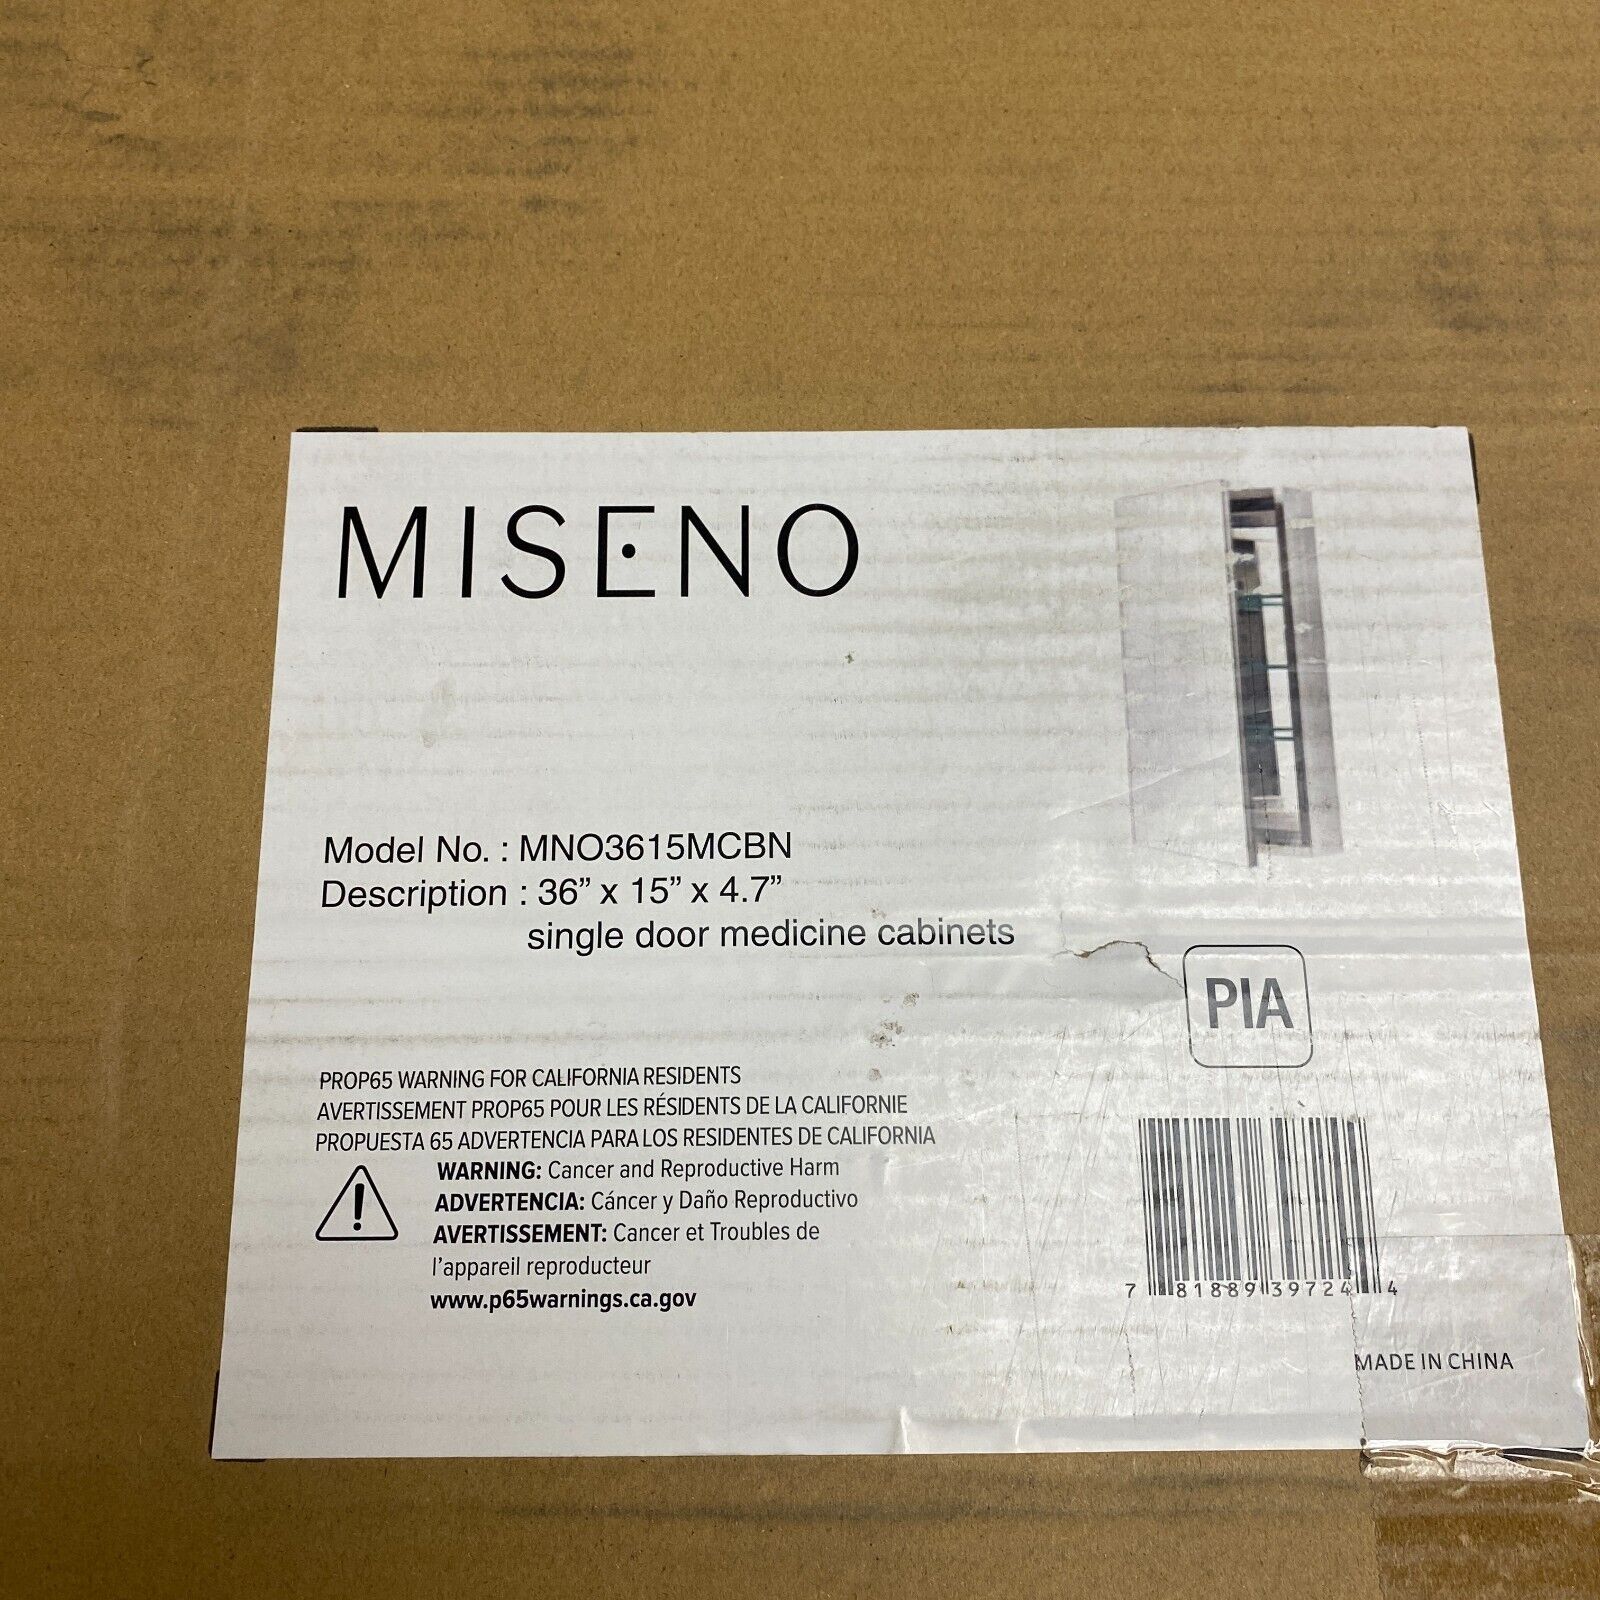 MISENO
Model No. : MNO3615MCBN
Description : 36” x 15” x 4.7”
single door medicine cabinets
PIA
PROP65 WARNING FOR CALIFORNIA RESIDENTS
AVERTISSEMENT PROP65 POUR LES RÉSIDENTS DE LA CALIFORNIE
PROPUESTA 65 ADVERTENCIA PARA LOS RESIDENTES DE CALIFORNIA
WARNING: Cancer and Reproductive Harm
ADVERTENCIA: Cáncer y Daño Reproductivo
AVERTISSEMENT: Cancer et Troubles de
l’appareil reproducteur
www.p65warnings.ca.gov
7 81889 39724 4
MADE IN CHINA